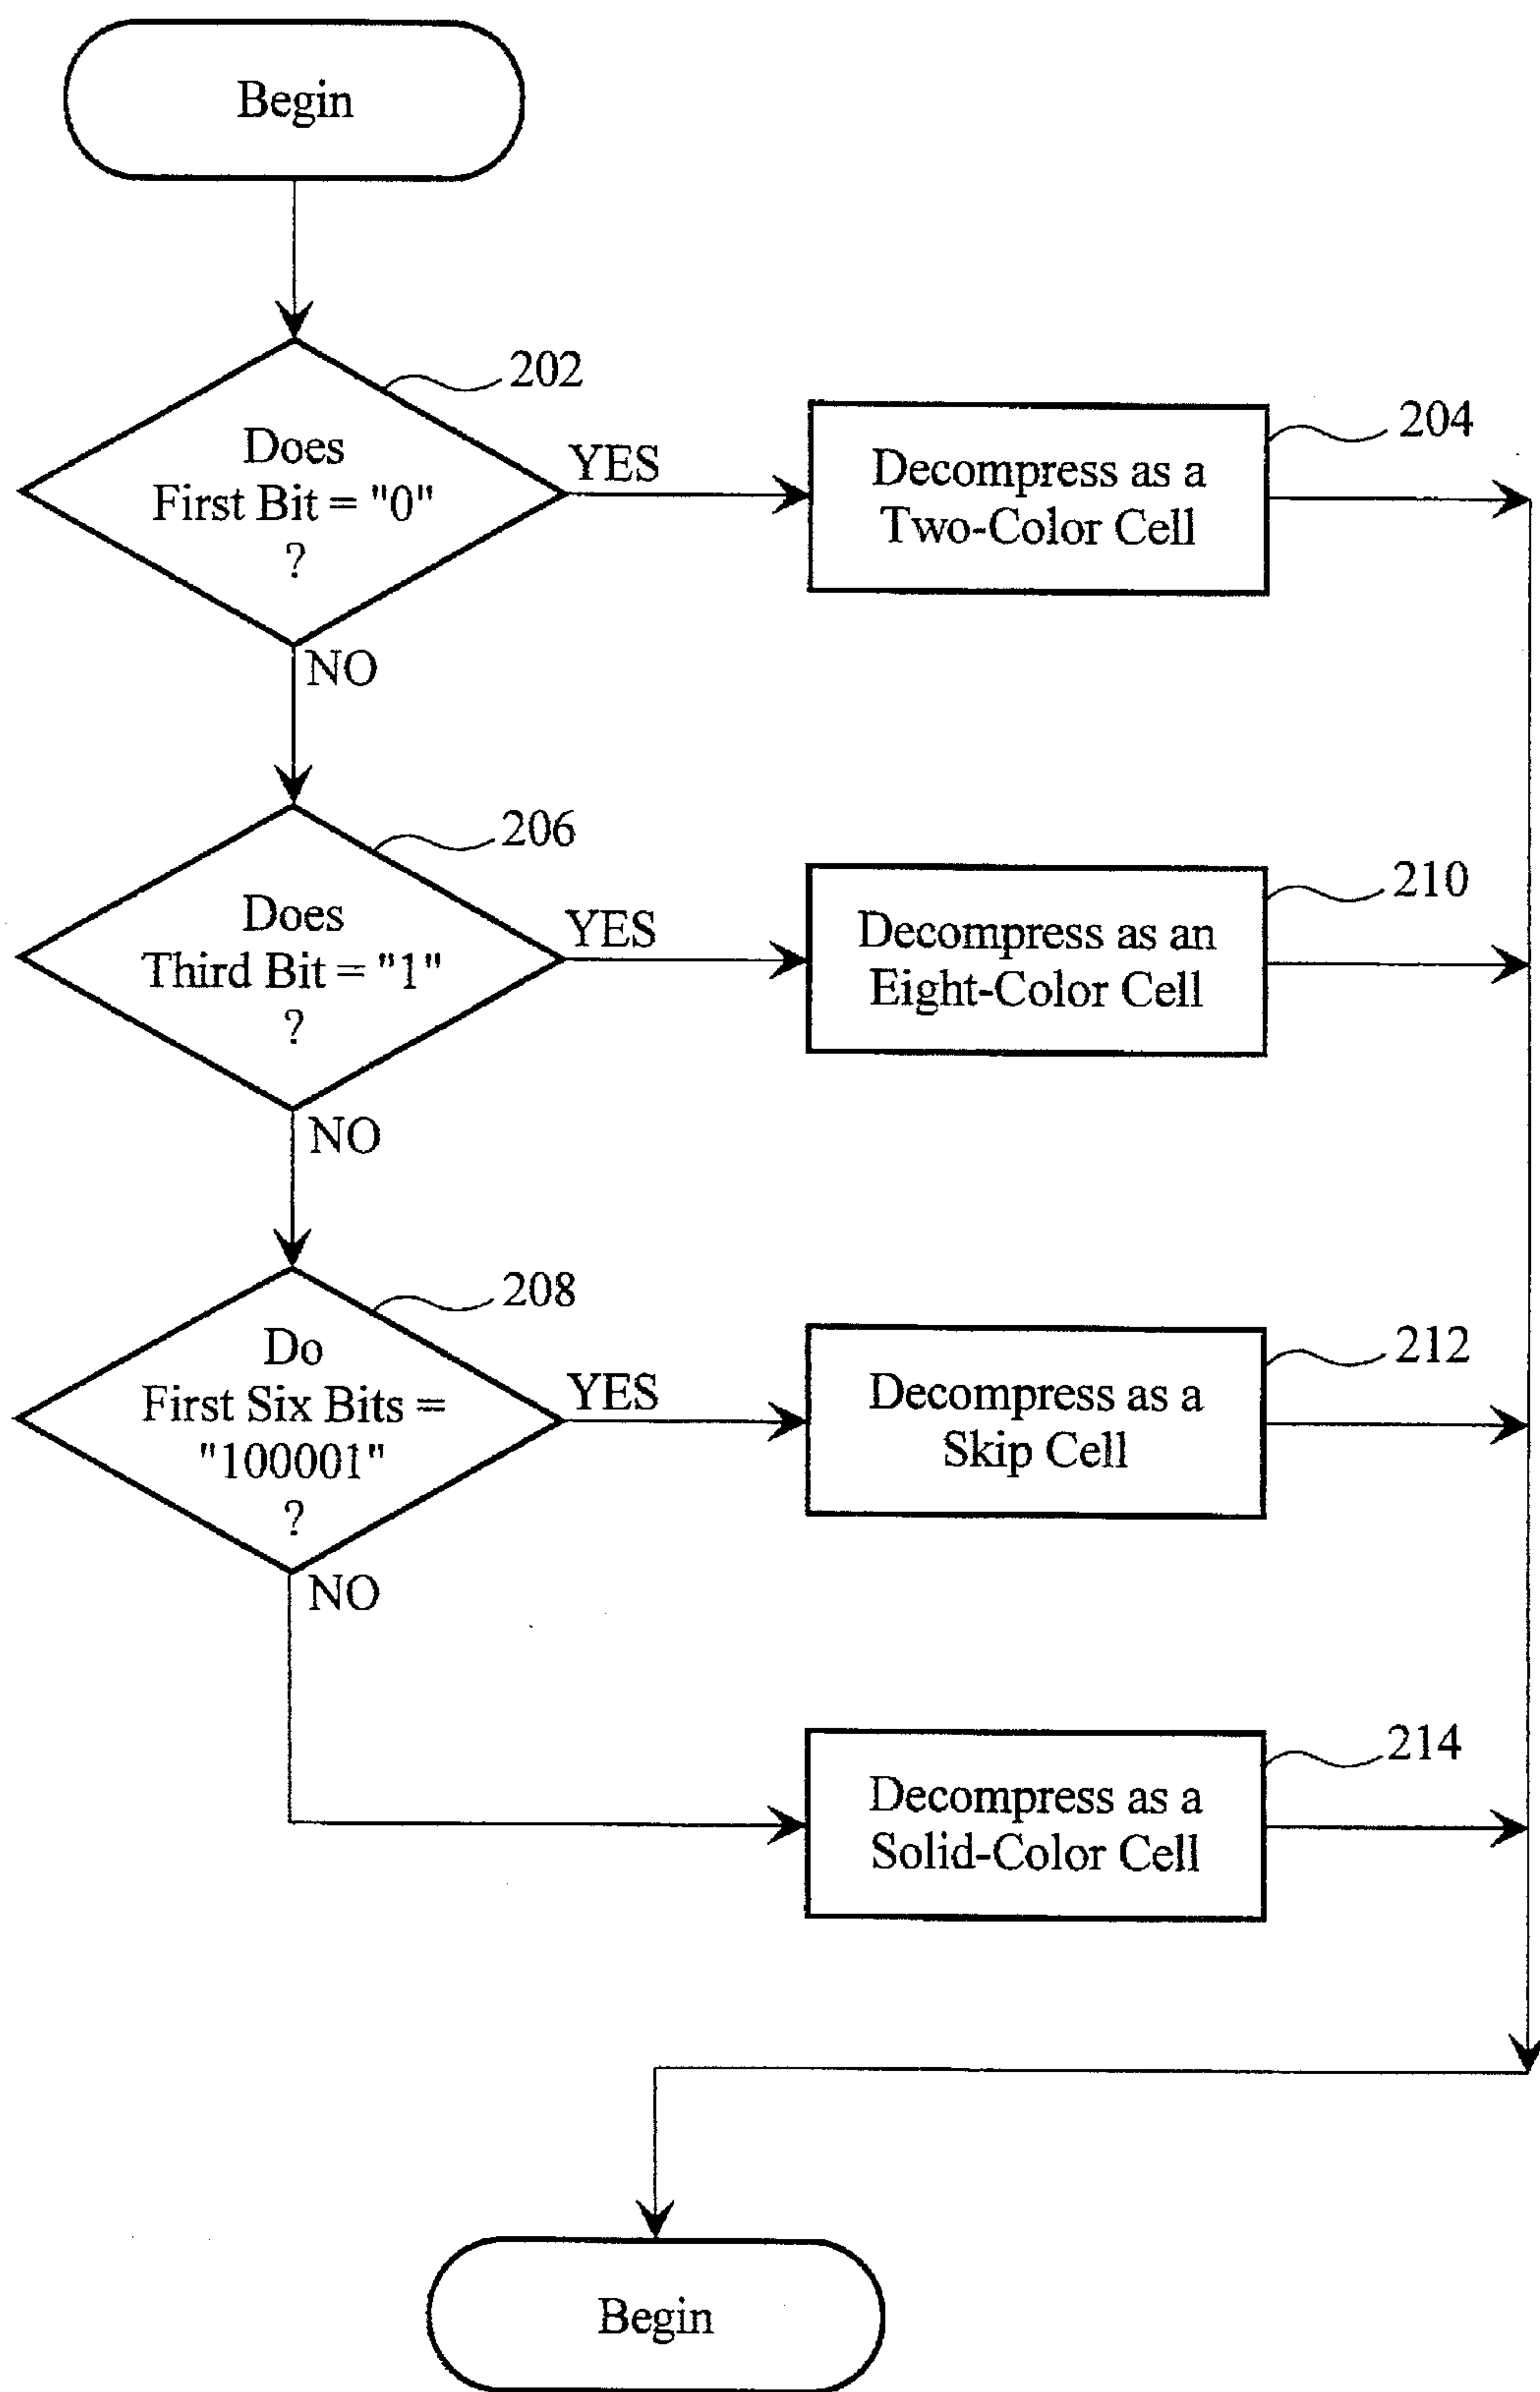 Begin
202
Does
First Bit = "0"
?
YES
NO
Decompress as a
Two-Color Cell
204
206
Does
Third Bit = "1"
?
YES
NO
Decompress as an
Eight-Color Cell
210
208
Do
First Six Bits =
"100001"
?
YES
NO
Decompress as a
Skip Cell
212
Decompress as a
Solid-Color Cell
214
Begin